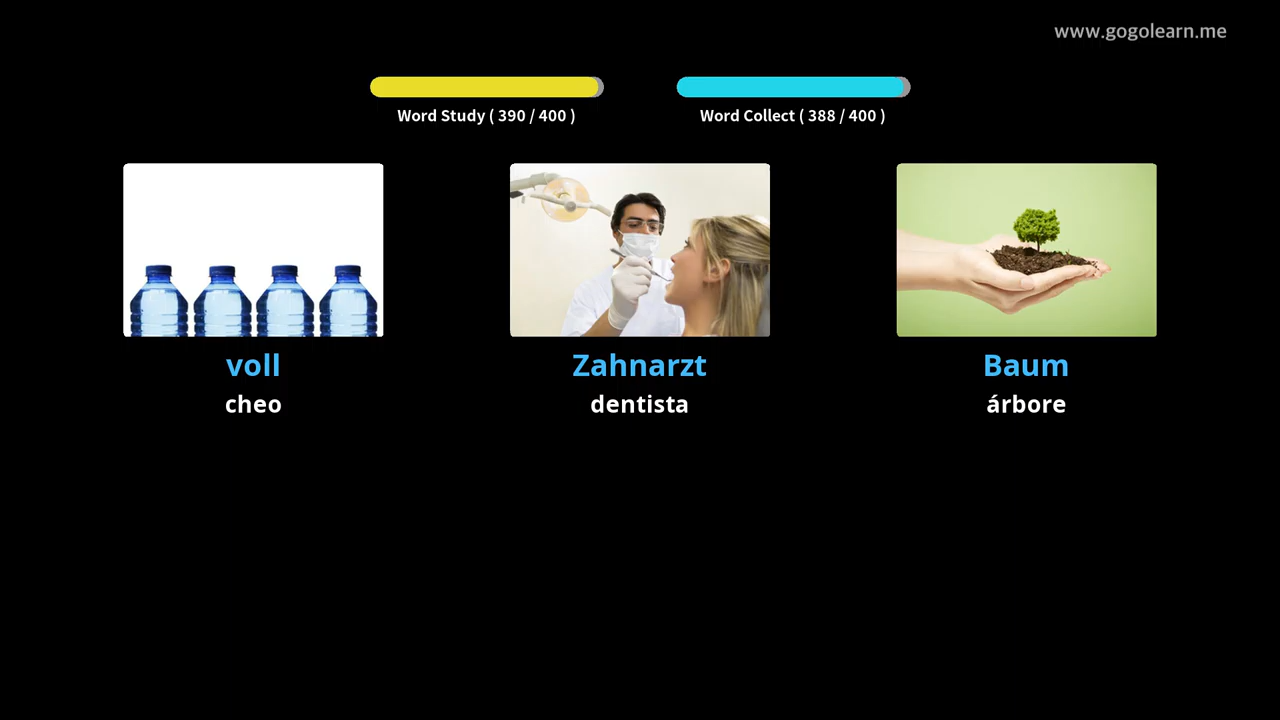 www.gogolearn.me
Word Study ( 390 / 400 )
Word Collect ( 388 / 400 )
voll
cheo
Zahnarzt
dentista
Baum
árbore